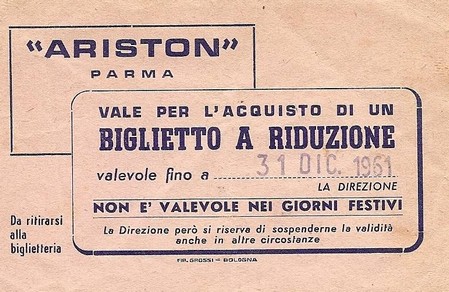 "ARISTON"
PARMA
VALE PER L'ACQUISTO DI UN
BIGLIETTO A RIDUZIONE
valevole fino a 31 DIC. 1961
LA DIREZIONE
NON E' VALEVOLE NEI GIORNI FESTIVI
La Direzione però si riserva di sospenderne la validità
anche in altre circostanze
Da ritirarsi
alla
biglietteria
TIP. GROSSI - BOLOGNA